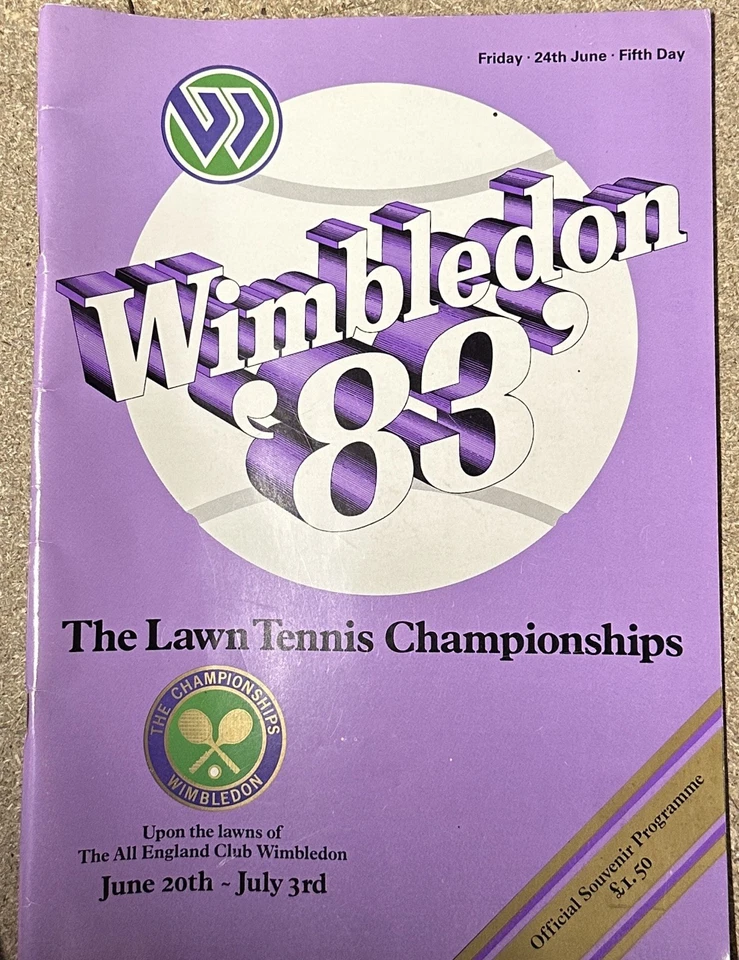 Friday · 24th June · Fifth Day
W
Wimbledon
‘83’
The Lawn Tennis Championships
THE CHAMPIONSHIPS
WIMBLEDON
Upon the lawns of
The All England Club Wimbledon
June 20th ~ July 3rd
Official Souvenir Programme
£1.50